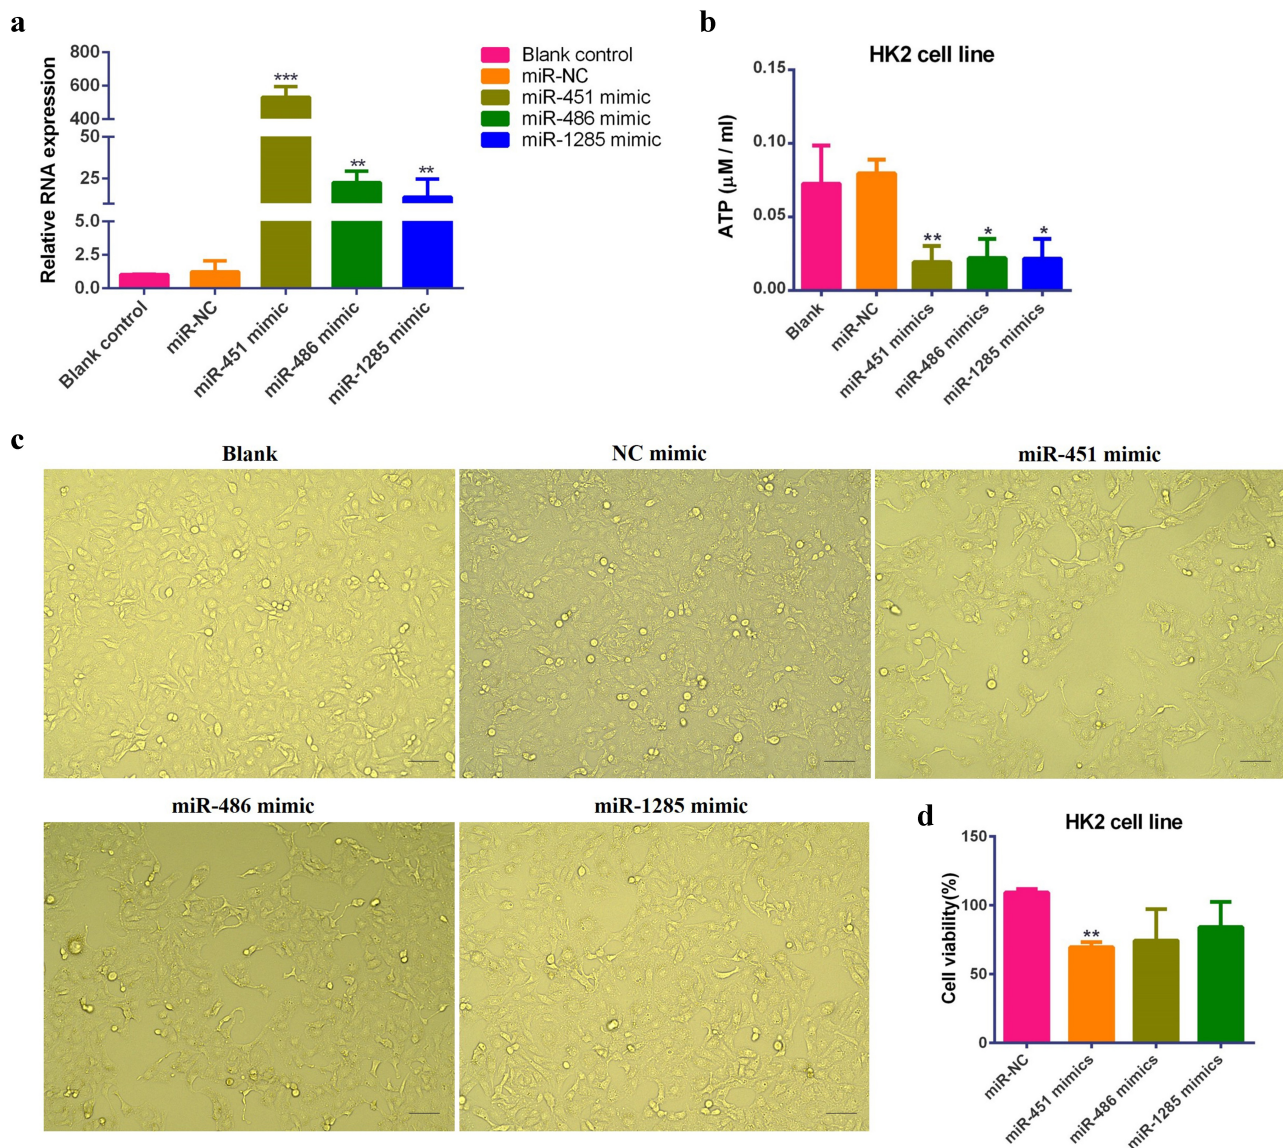 a
Relative RNA expression
800
600
400
50
25
5.0
2.5
0.0
***
**
**
Blank control
miR-NC
miR-451 mimic
miR-486 mimic
miR-1285 mimic
Blank control
miR-NC
miR-451 mimic
miR-486 mimic
miR-1285 mimic
b
HK2 cell line
ATP (μM / ml)
0.15
0.10
0.05
0.00
**
*
*
Blank
miR-NC
miR-451 mimics
miR-486 mimics
miR-1285 mimics
c
Blank
NC mimic
miR-451 mimic
miR-486 mimic
miR-1285 mimic
d
HK2 cell line
Cell viability(%)
150
100
50
0
**
miR-NC
miR-451 mimics
miR-486 mimics
miR-1285 mimics